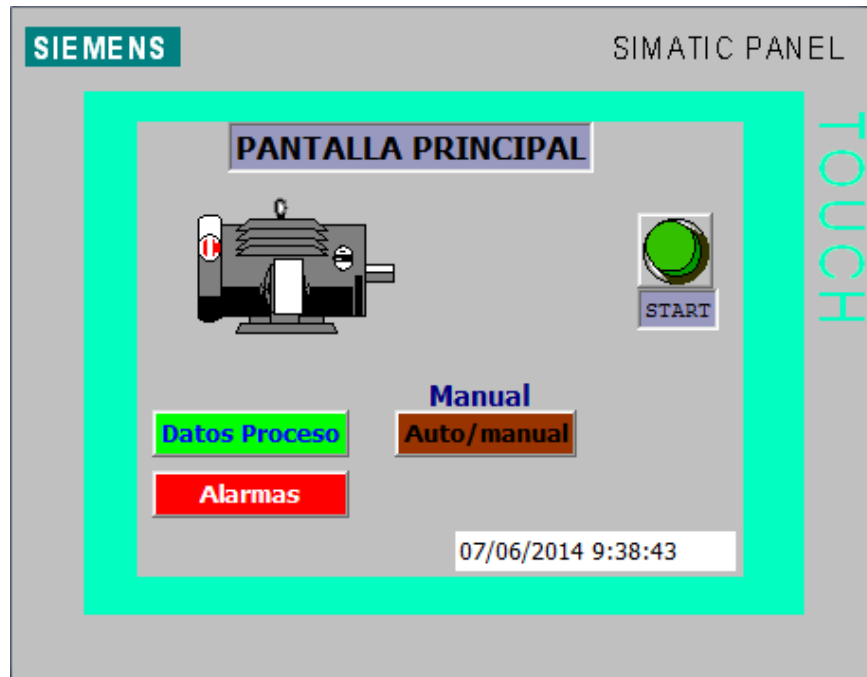 SIEMENS
SIMATIC PANEL
TOUCH
PANTALLA PRINCIPAL
START
Manual
Datos Proceso
Auto/manual
Alarmas
07/06/2014 9:38:43